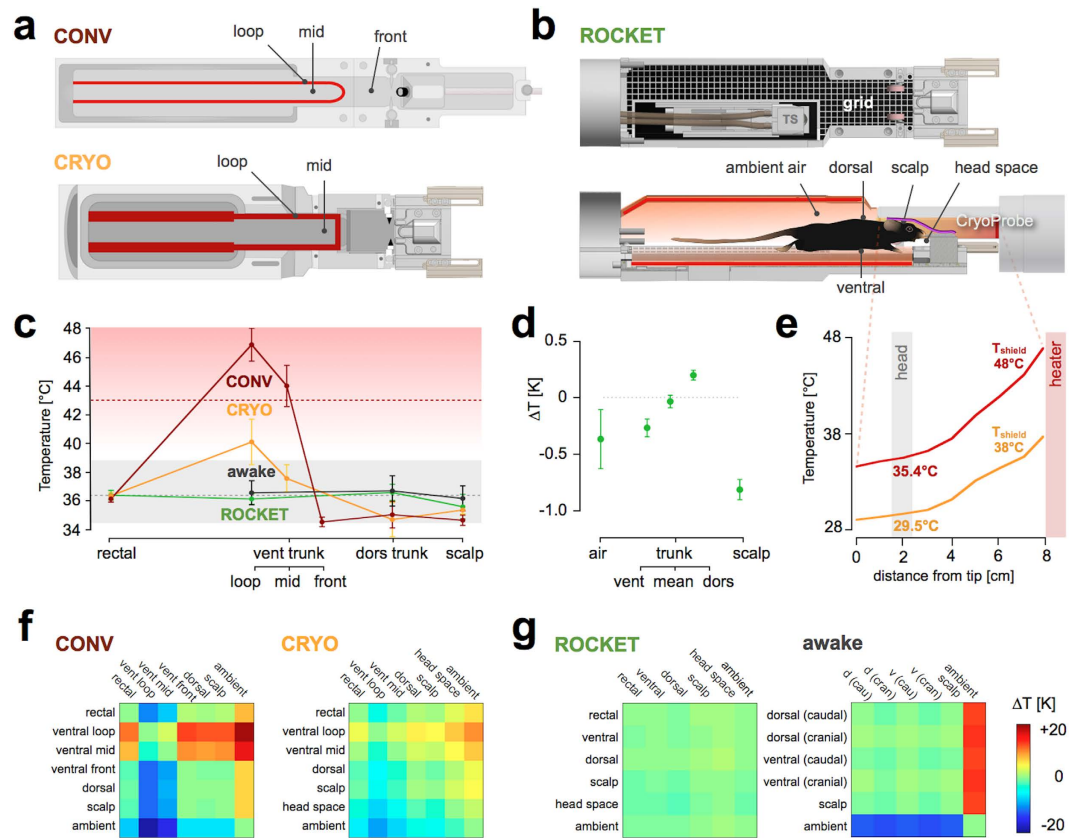 a
CONV
loop
mid
front
CRYO
loop
mid
b
ROCKET
grid
TS
ambient air
dorsal
scalp
head space
CryoProbe
ventral
c
48
46
44
42
40
38
36
34
Temperature [°C]
CONV
CRYO
awake
ROCKET
rectal
vent trunk
dors trunk
scalp
loop
mid
front
d
0.5
0
-0.5
-1.0
ΔT [K]
air
trunk
scalp
vent
mean
dors
e
48
38
28
Temperature [°C]
head
heater
Tshield
48°C
Tshield
38°C
35.4°C
29.5°C
0
2
4
6
8
distance from tip [cm]
f
CONV
rectal
vent loop
vent mid
vent front
dorsal
scalp
ambient
rectal
ventral loop
ventral mid
ventral front
dorsal
scalp
ambient
CRYO
rectal
vent loop
vent mid
dorsal
scalp
head space
ambient
rectal
ventral loop
ventral mid
dorsal
scalp
head space
ambient
g
ROCKET
rectal
ventral
dorsal
scalp
head space
ambient
rectal
ventral
dorsal
scalp
head space
ambient
awake
d (cau)
d (cran)
v (cau)
v (cran)
scalp
ambient
dorsal (caudal)
dorsal (cranial)
ventral (caudal)
ventral (cranial)
scalp
ambient
ΔT [K]
+20
0
-20